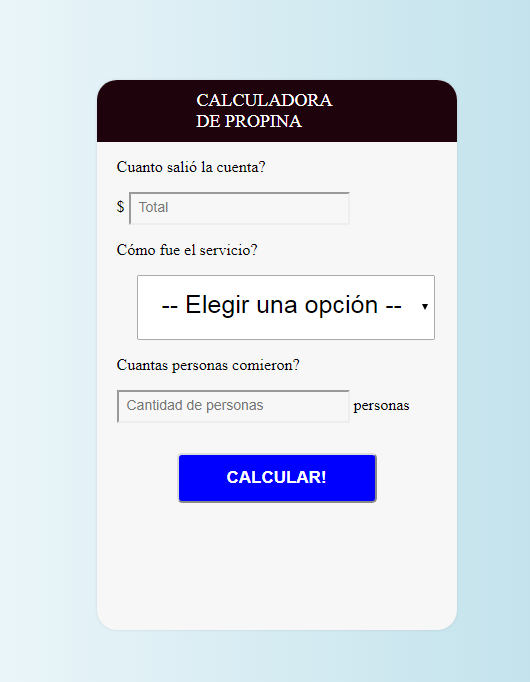 CALCULADORA
DE PROPINA
Cuanto salió la cuenta?
$ Total
Cómo fue el servicio?
-- Elegir una opción --
Cuantas personas comieron?
Cantidad de personas personas
CALCULAR!